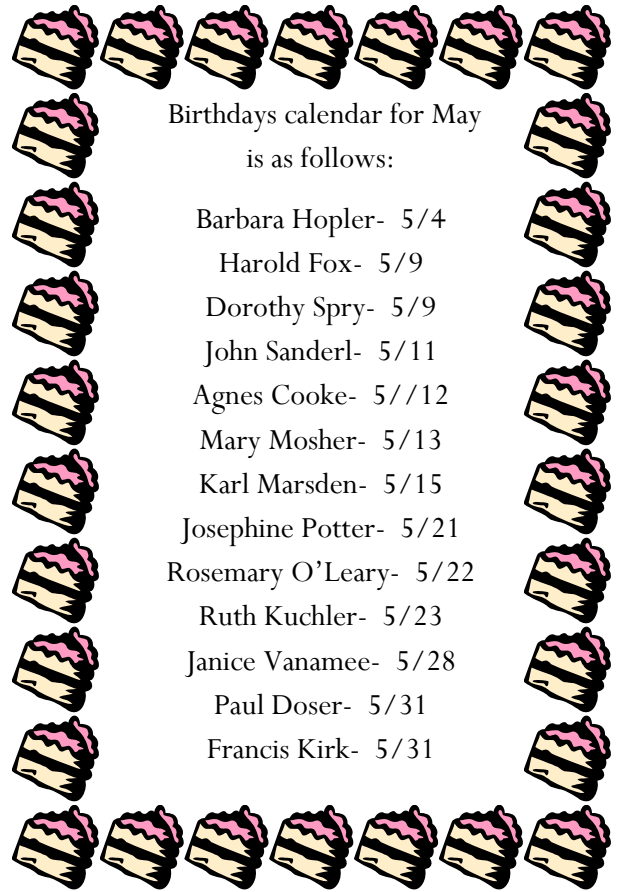 Birthdays calendar for May
is as follows:
Barbara Hopler-  5/4
Harold Fox-  5/9
Dorothy Spry-  5/9
John Sanderl-  5/11
Agnes Cooke-  5//12
Mary Mosher-  5/13
Karl Marsden-  5/15
Josephine Potter-  5/21
Rosemary O’Leary-  5/22
Ruth Kuchler-  5/23
Janice Vanamee-  5/28
Paul Doser-  5/31
Francis Kirk-  5/31